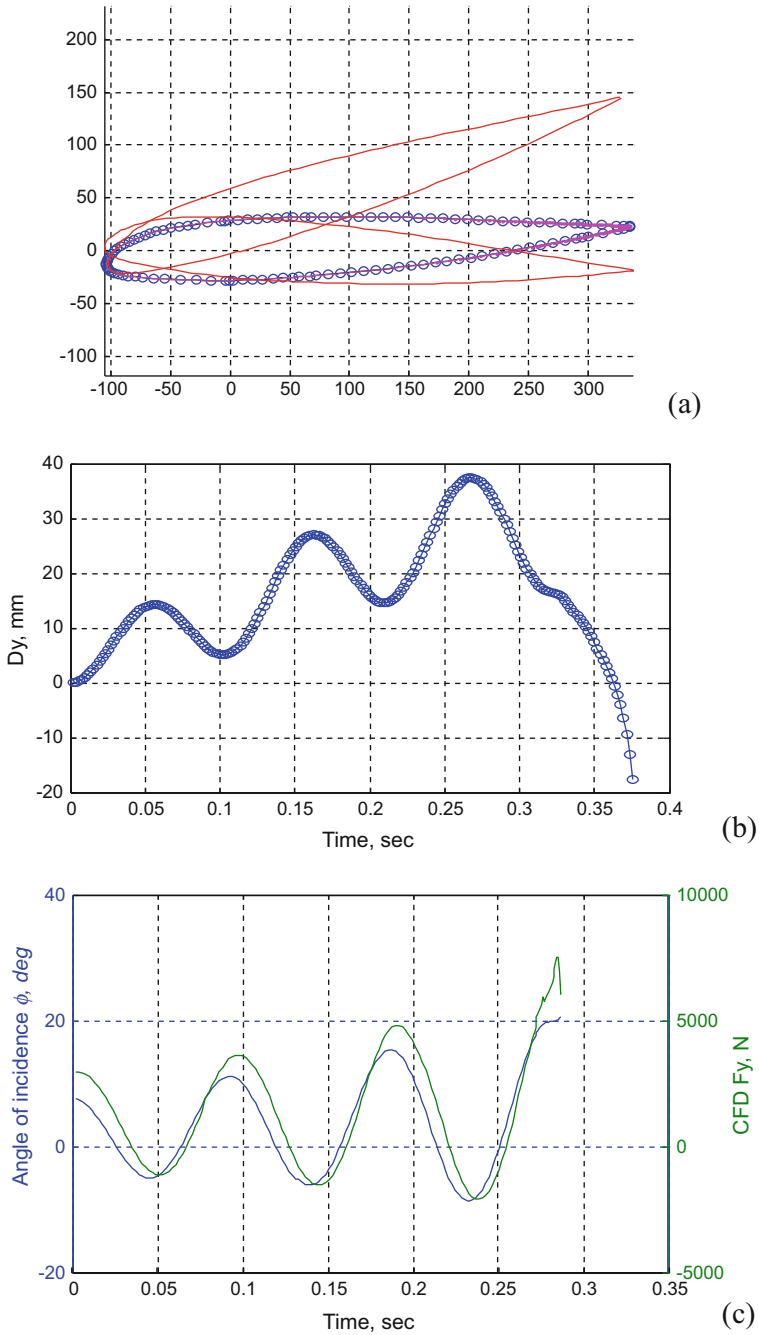 200
150
100
50
0
-50
-100
-100 -50 0 50 100 150 200 250 300
(a)
40
30
20
10
0
-10
-20
Dy, mm
0 0.05 0.1 0.15 0.2 0.25 0.3 0.35 0.4
Time, sec
(b)
40
20
0
-20
Angle of incidence ϕ, deg
10000
5000
0
-5000
CFD Fy, N
0 0.05 0.1 0.15 0.2 0.25 0.3 0.35
Time, sec
(c)